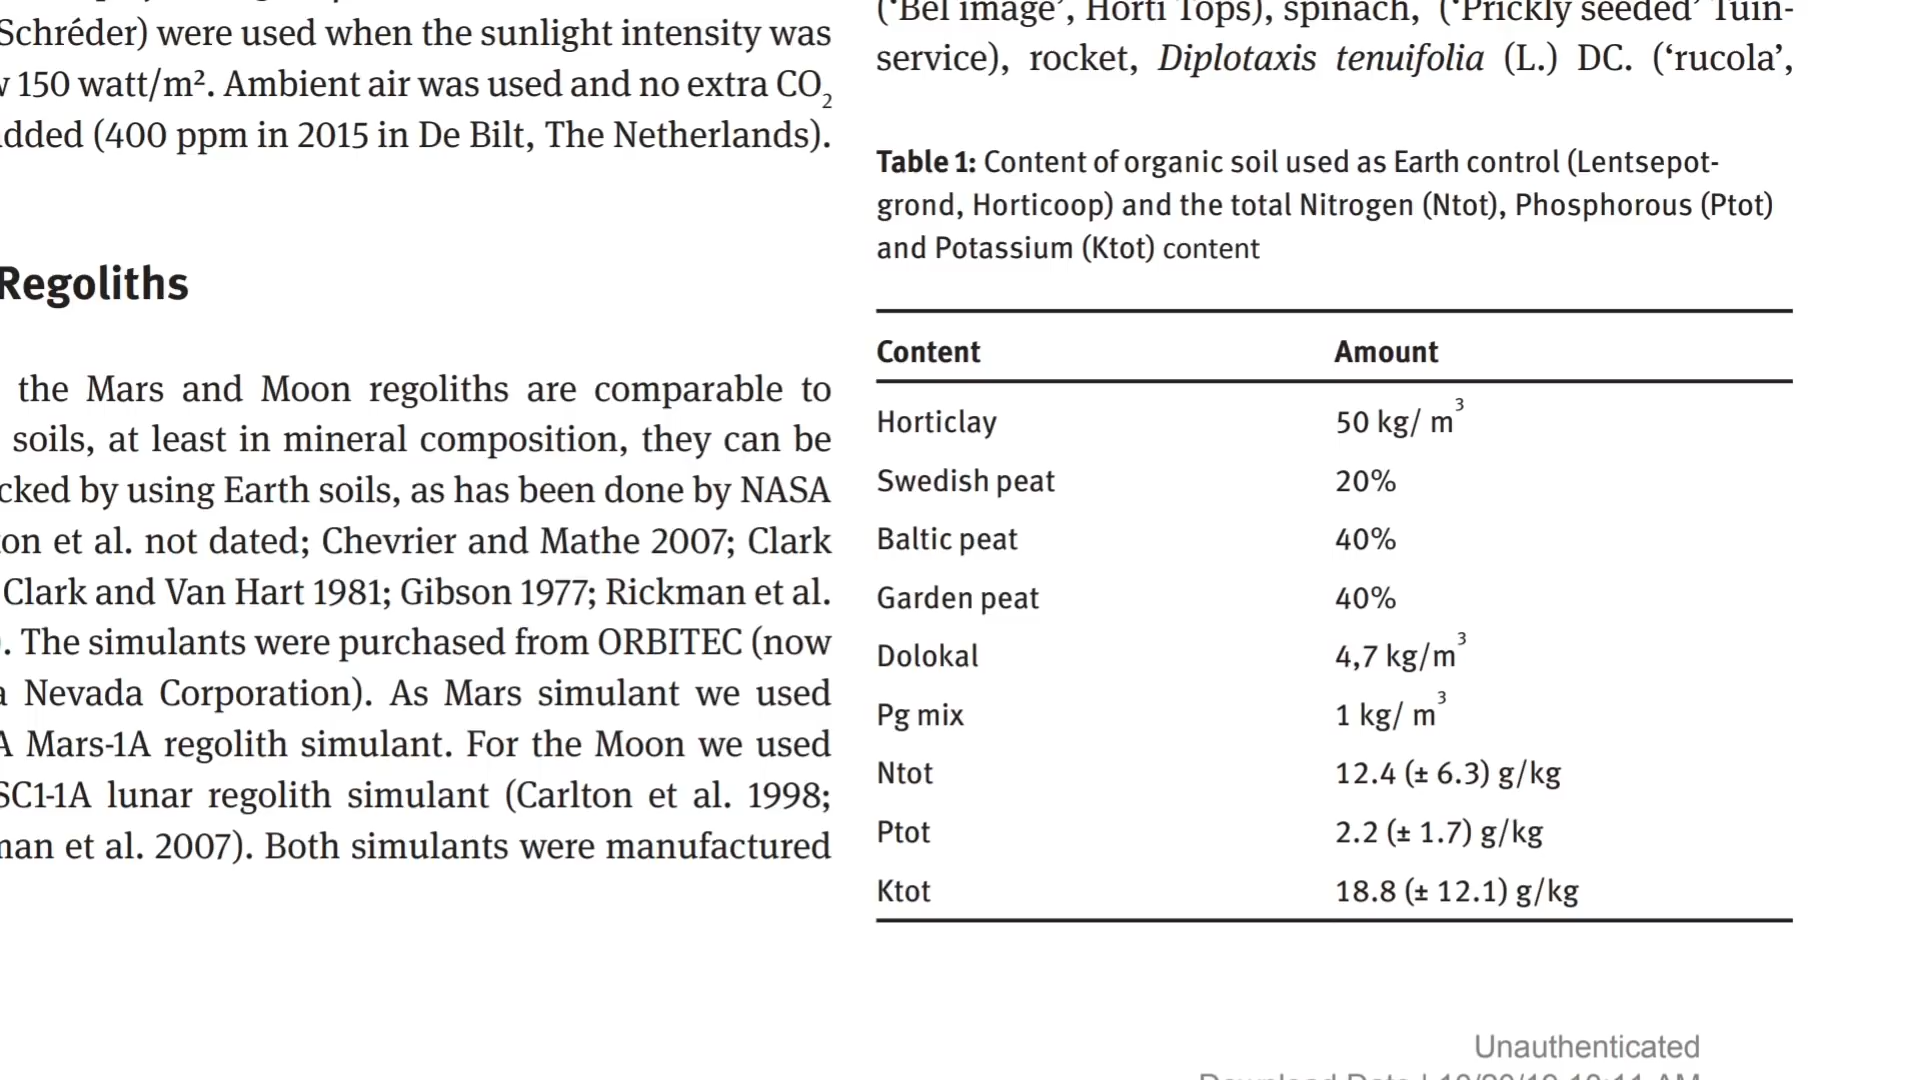 Schréder) were used when the sunlight intensity was
150 watt/m². Ambient air was used and no extra CO₂
(400 ppm in 2015 in De Bilt, The Netherlands).
Regoliths
the Mars and Moon regoliths are comparable to
soils, at least in mineral composition, they can be
by using Earth soils, as has been done by NASA
et al. not dated; Chevrier and Mathe 2007; Clark
Clark and Van Hart 1981; Gibson 1977; Rickman et al.
. The simulants were purchased from ORBITEC (now
Nevada Corporation). As Mars simulant we used
Mars-1A regolith simulant. For the Moon we used
lunar regolith simulant (Carlton et al. 1998;
et al. 2007). Both simulants were manufactured
(‘Bel image’, Horti Tops), spinach, (‘Prickly seeded’ Tuin-
service), rocket, Diplotaxis tenuifolia (L.) DC. (‘rucola’,
Table 1: Content of organic soil used as Earth control (Lentsepot-
grond, Horticoop) and the total Nitrogen (Ntot), Phosphorous (Ptot)
and Potassium (Ktot) content
Content Amount
Horticlay 50 kg/ m³
Swedish peat 20%
Baltic peat 40%
Garden peat 40%
Dolokal 4,7 kg/m³
Pg mix 1 kg/ m³
Ntot 12.4 (± 6.3) g/kg
Ptot 2.2 (± 1.7) g/kg
Ktot 18.8 (± 12.1) g/kg
Unauthenticated